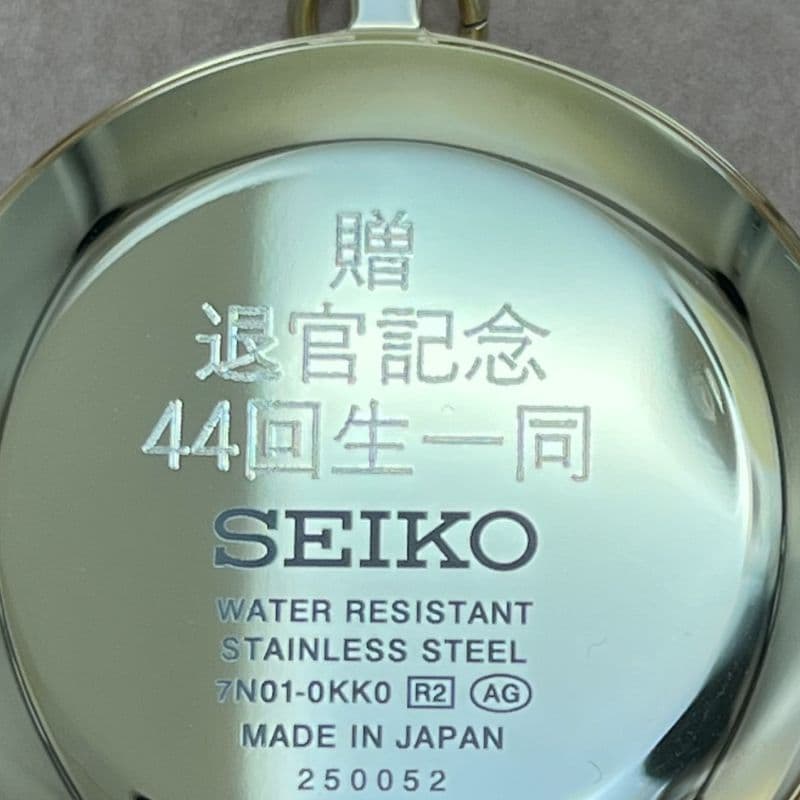 贈
退官記念
44回生一同
SEIKO
WATER RESISTANT
STAINLESS STEEL
7N01-0KK0 R2 AG
MADE IN JAPAN
250052